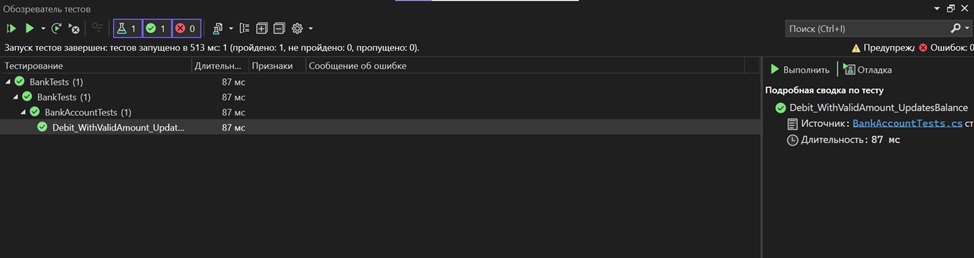 Обозреватель тестов
1 1 0
Поиск (Ctrl+I)
Запуск тестов завершен: тестов запущено в 513 мс: 1 (пройдено: 1, не пройдено: 0, пропущено: 0).
Предупрежд Ошибок: 0
Тестирование Длительн... Признаки Сообщение об ошибке
BankTests (1) 87 мс
BankTests (1) 87 мс
BankAccountTests (1) 87 мс
Debit_WithValidAmount_Updat... 87 мс
Выполнить Отладка
Подробная сводка по тесту
Debit_WithValidAmount_UpdatesBalance
Источник: BankAccountTests.cs ст
Длительность: 87 мс